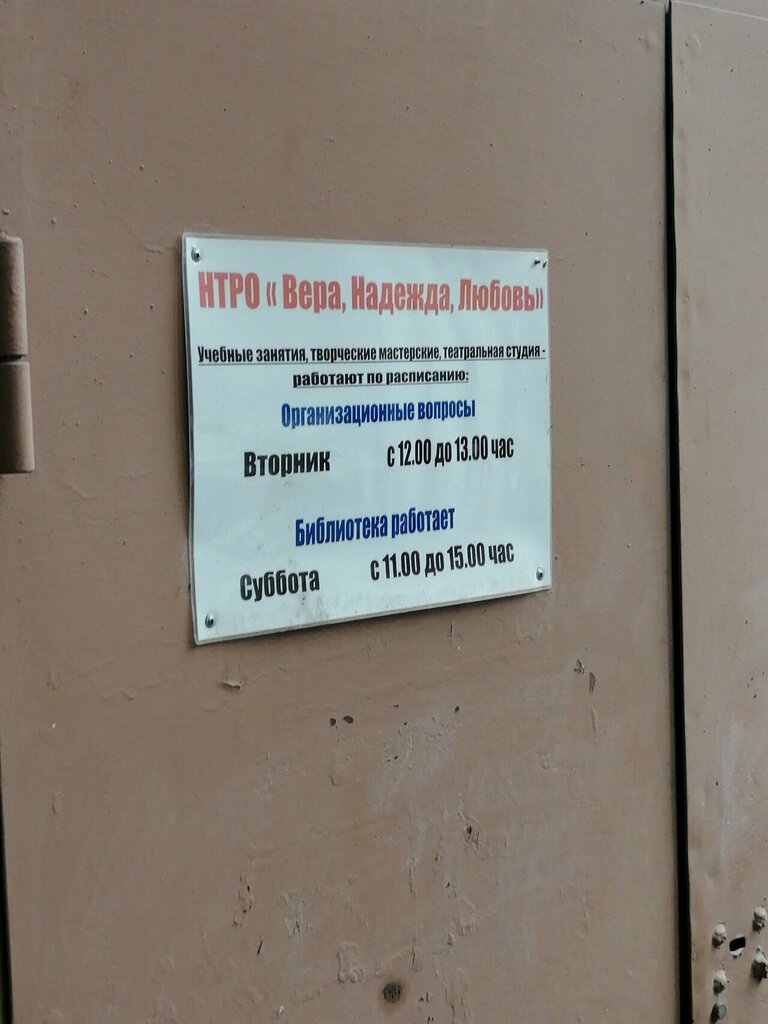 НТРО « Вера, Надежда, Любовь»
Учебные занятия, творческие мастерские, театральная студия -
работают по расписанию:
Организационные вопросы
Вторник с 12.00 до 13.00 час
Библиотека работает
Суббота с 11.00 до 15.00 час